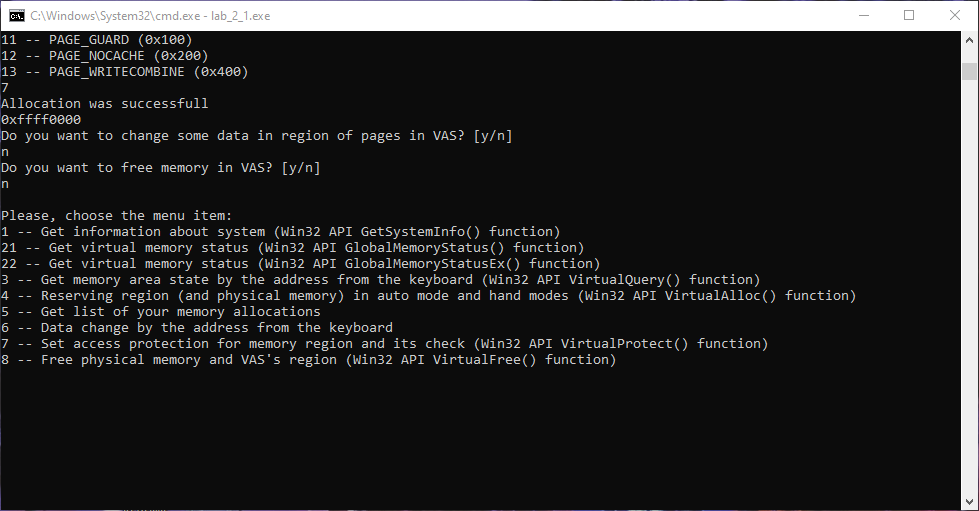 C:\Windows\System32\cmd.exe - lab_2_1.exe
11 -- PAGE_GUARD (0x100)
12 -- PAGE_NOCACHE (0x200)
13 -- PAGE_WRITECOMBINE (0x400)
7
Allocation was successfull
0xffff0000
Do you want to change some data in region of pages in VAS? [y/n]
n
Do you want to free memory in VAS? [y/n]
n
Please, choose the menu item:
1 -- Get information about system (Win32 API GetSystemInfo() function)
21 -- Get virtual memory status (Win32 API GlobalMemoryStatus() function)
22 -- Get virtual memory status (Win32 API GlobalMemoryStatusEx() function)
3 -- Get memory area state by the address from the keyboard (Win32 API VirtualQuery() function)
4 -- Reserving region (and physical memory) in auto mode and hand modes (Win32 API VirtualAlloc() function)
5 -- Get list of your memory allocations
6 -- Data change by the address from the keyboard
7 -- Set access protection for memory region and its check (Win32 API VirtualProtect() function)
8 -- Free physical memory and VAS's region (Win32 API VirtualFree() function)